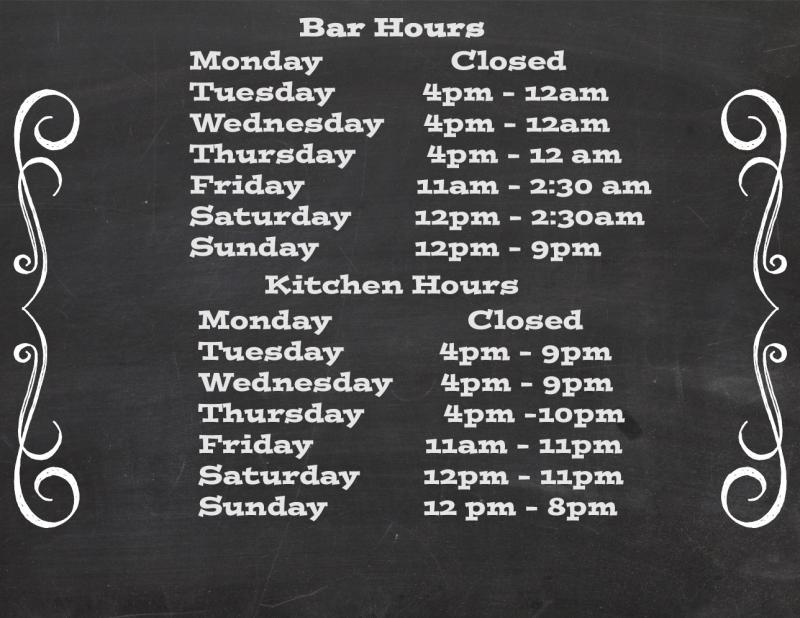 Bar Hours
Monday Closed
Tuesday 4pm - 12am
Wednesday 4pm - 12am
Thursday 4pm - 12 am
Friday 11am - 2:30 am
Saturday 12pm - 2:30am
Sunday 12pm - 9pm
Kitchen Hours
Monday Closed
Tuesday 4pm - 9pm
Wednesday 4pm - 9pm
Thursday 4pm -10pm
Friday 11am - 11pm
Saturday 12pm - 11pm
Sunday 12 pm - 8pm